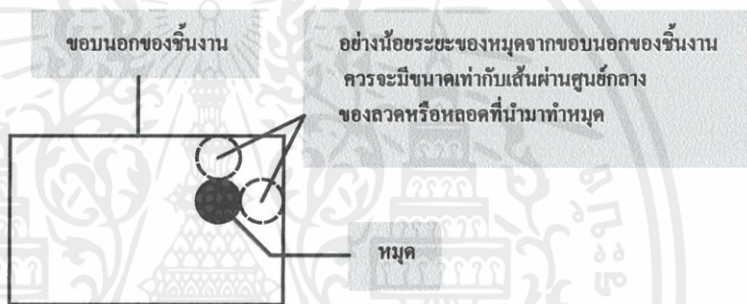 ขอบนอกของชิ้นงาน
อย่างน้อยระยะของหมุดจากขอบนอกของชิ้นงาน
ควรจะมีขนาดเท่ากับเส้นผ่านศูนย์กลาง
ของลวดหรือหลอดที่นำมาทำหมุด
หมุด